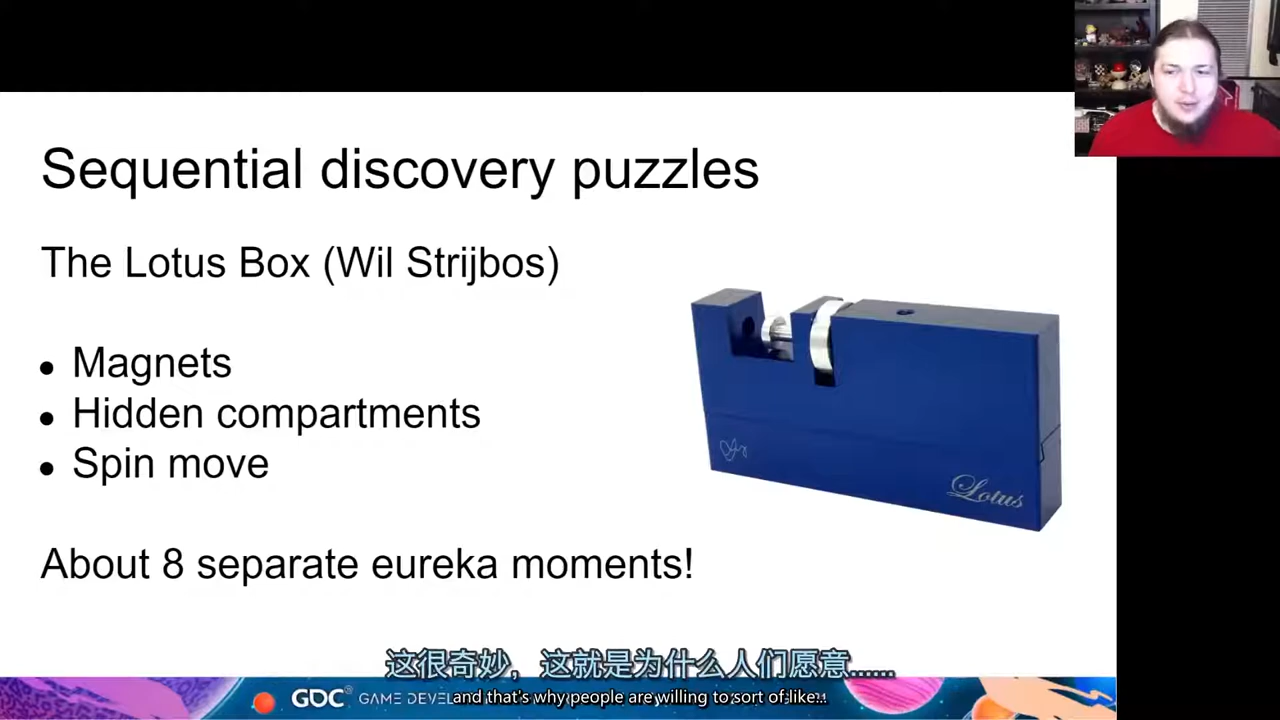 Sequential discovery puzzles
The Lotus Box (Wil Strijbos)
Magnets
Hidden compartments
Spin move
Lotus
About 8 separate eureka moments!
这很奇妙，这就是为什么人们愿意......
GDC GAME DEVEL
and that's why people are willing to sort of like...